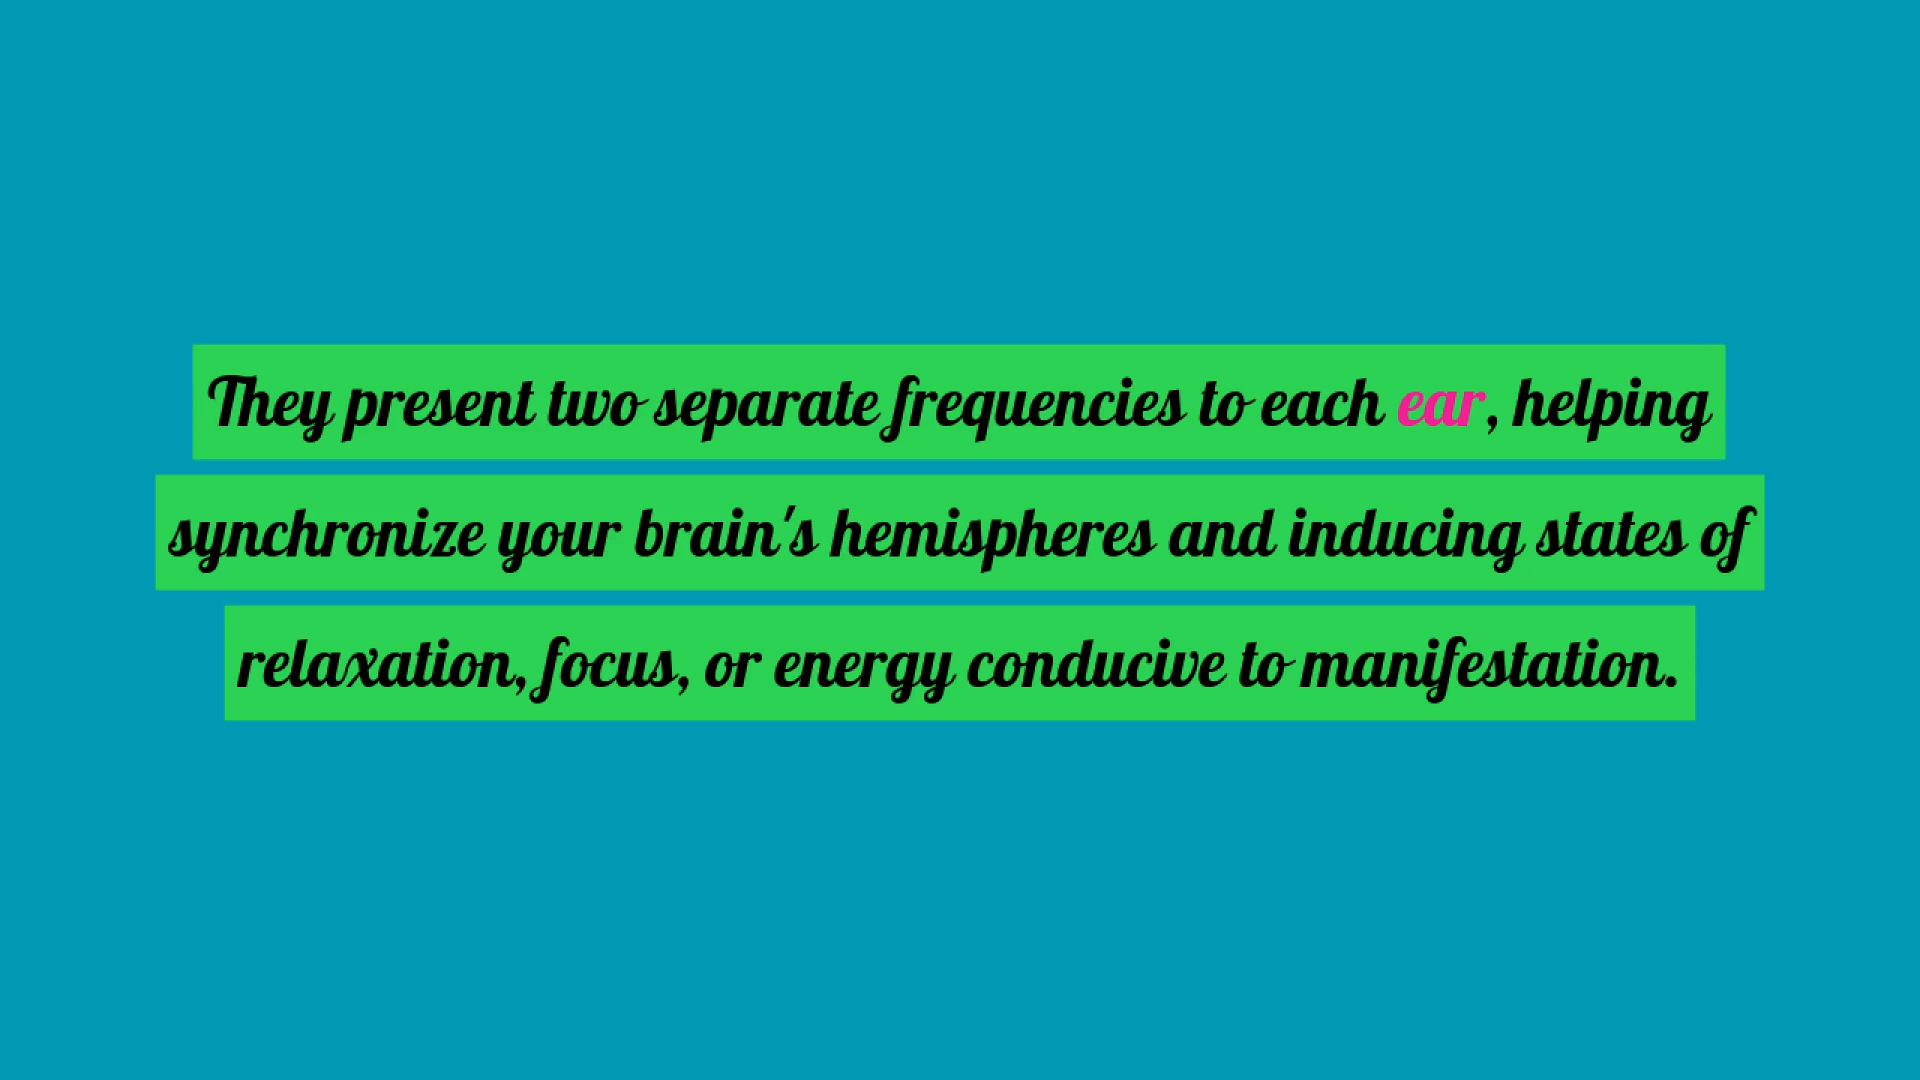 They present two separate frequencies to each ear, helping
synchronize your brain's hemispheres and inducing states of
relaxation, focus, or energy conducive to manifestation.